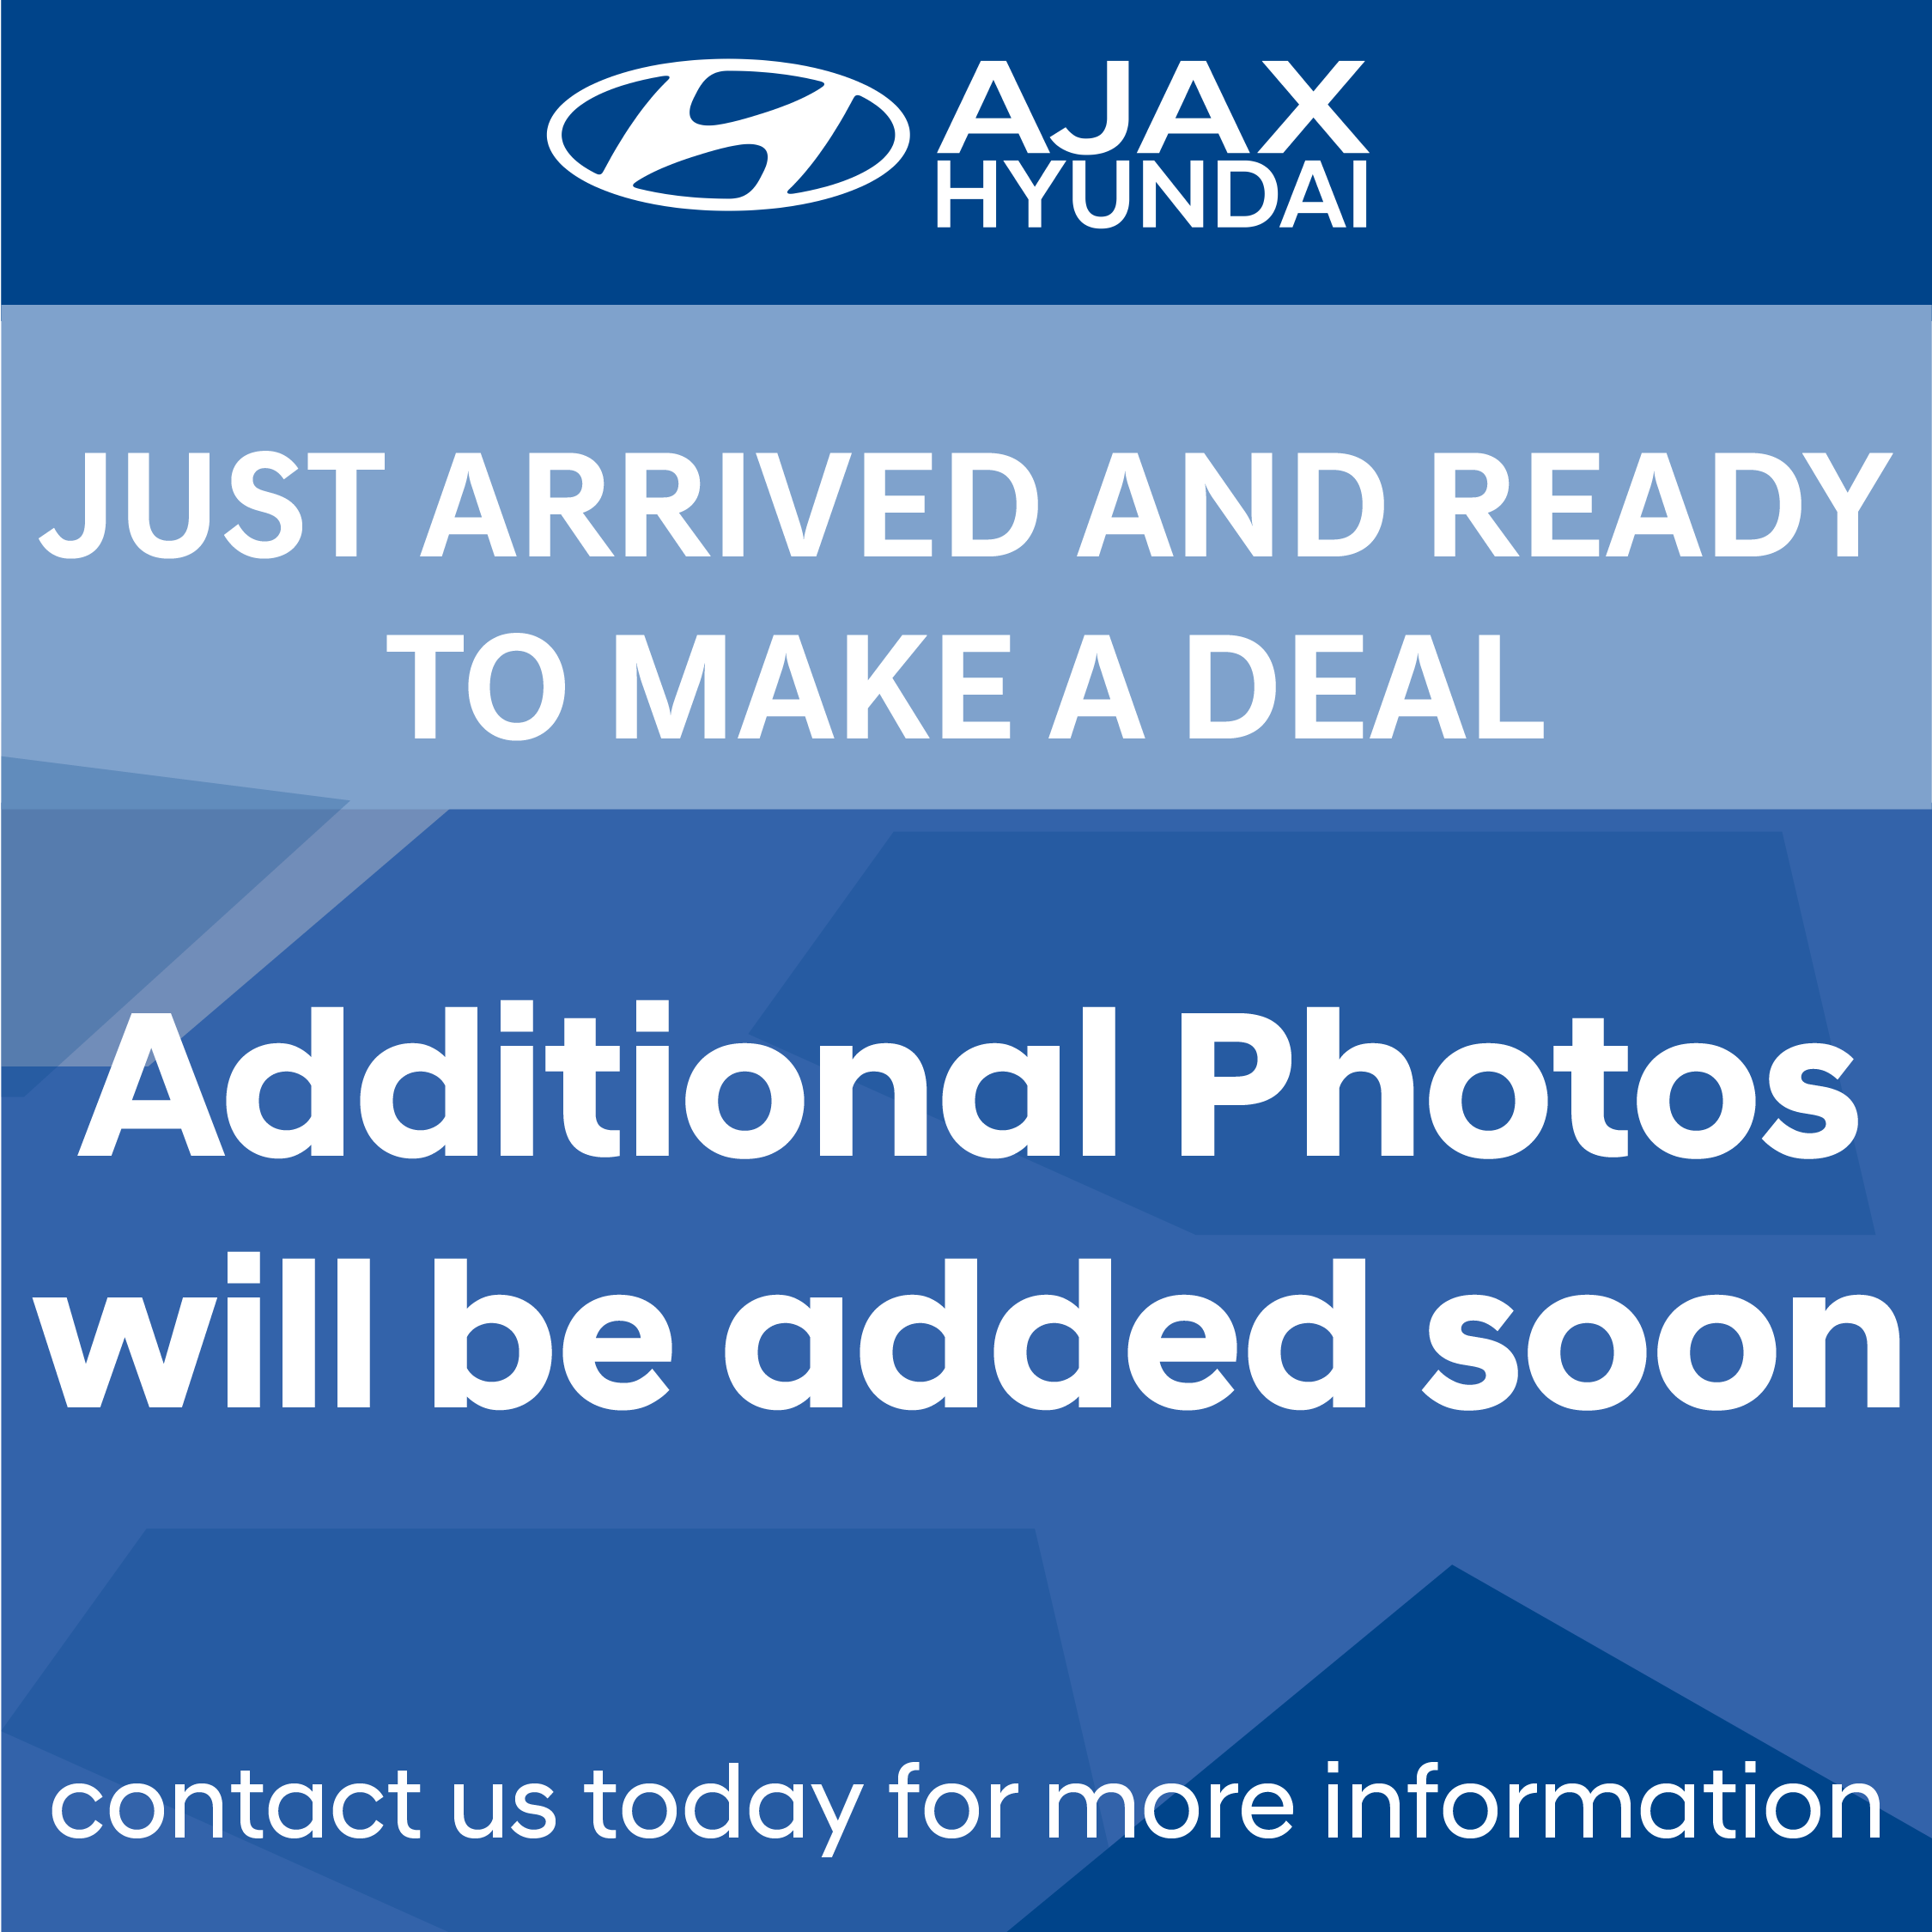 AJAX
HYUNDAI
JUST ARRIVED AND READY
TO MAKE A DEAL
Additional Photos
will be added soon
contact us today for more information